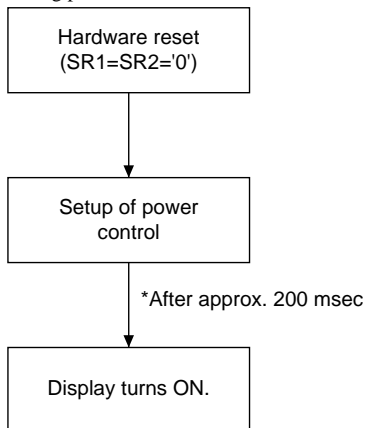 Hardware reset
(SR1=SR2='0')
Setup of power
control
*After approx. 200 msec
Display turns ON.